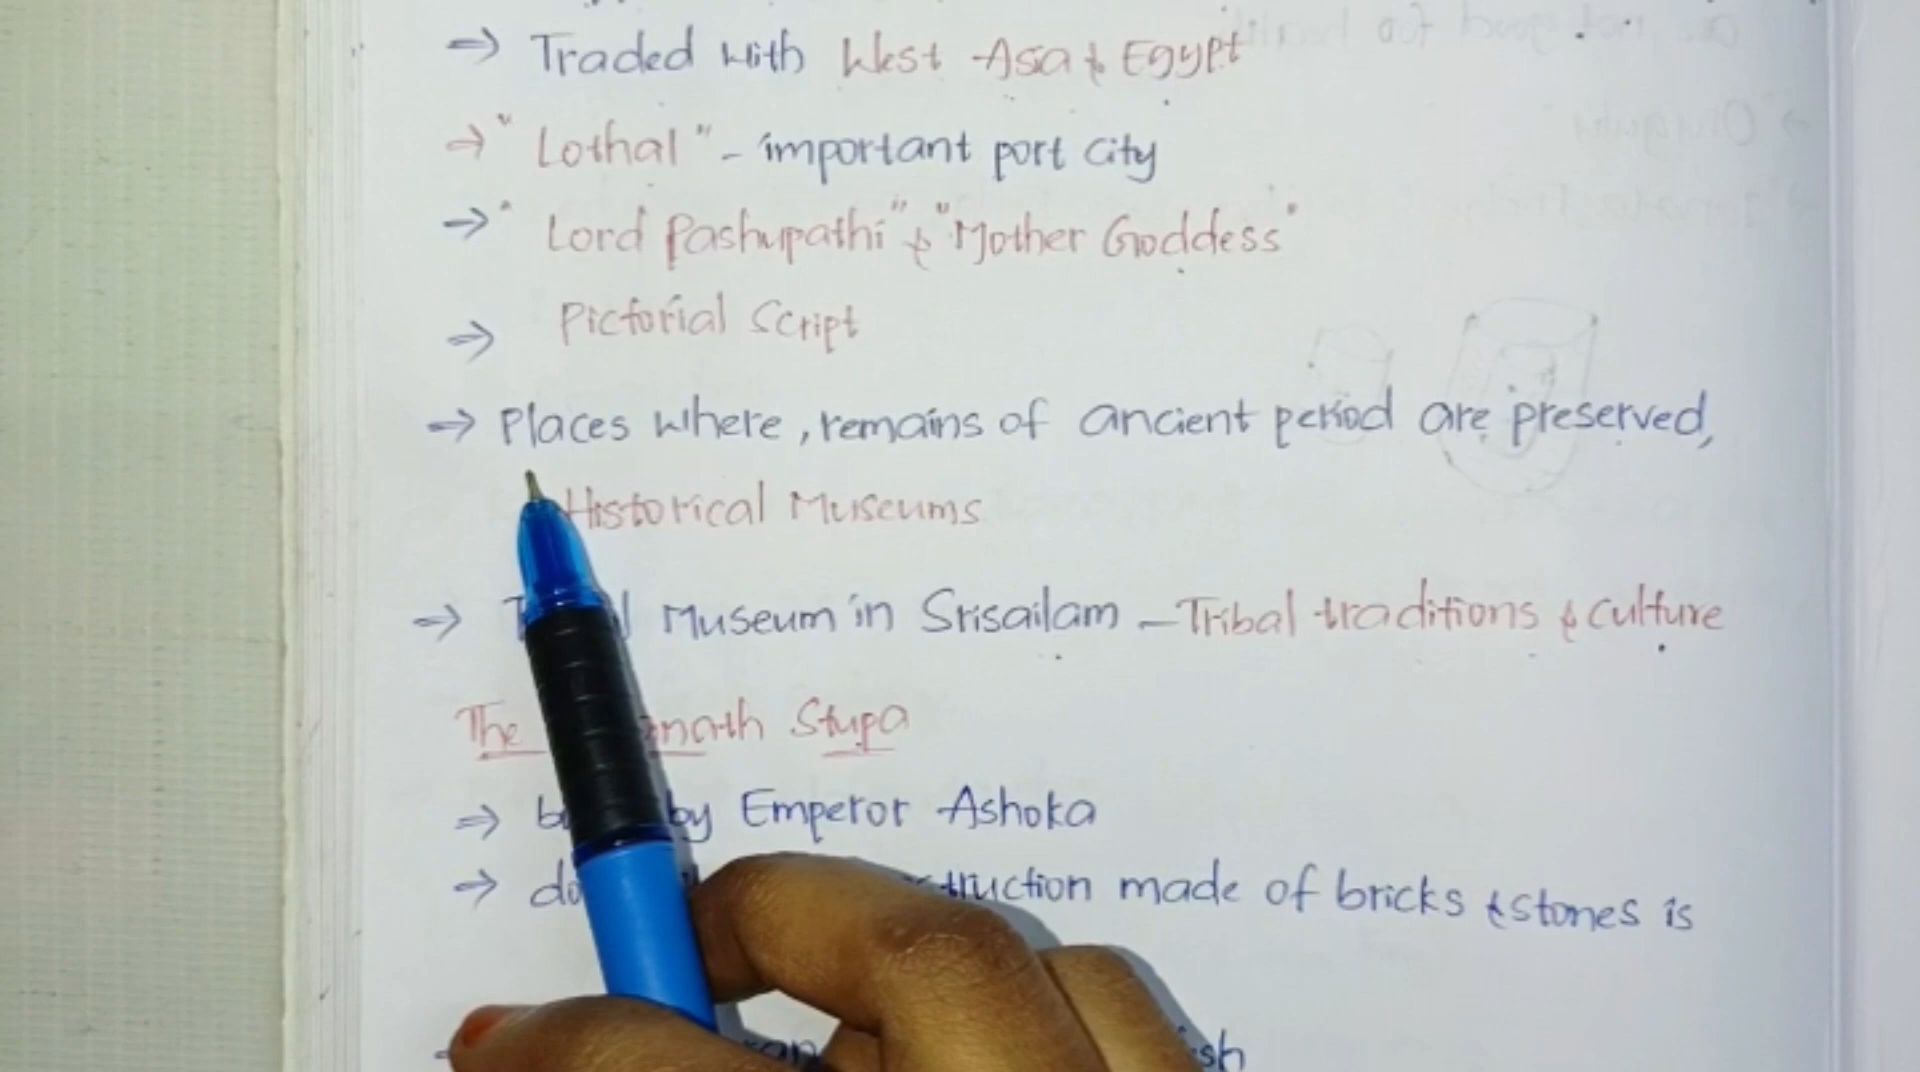 ⇒ Traded with West Asia & Egypt
⇒ "Lothal" - important port city
→ "Lord Pashupathi" & "Mother Goddess"
⇒ Pictorial Script
⇒ Places where, remains of ancient period are preserved,
Historical Museums
⇒ Museum in Srisailam - Tribal traditions & culture
The Stupa
⇒ by Emperor Ashoka
⇒ made of bricks & stones is